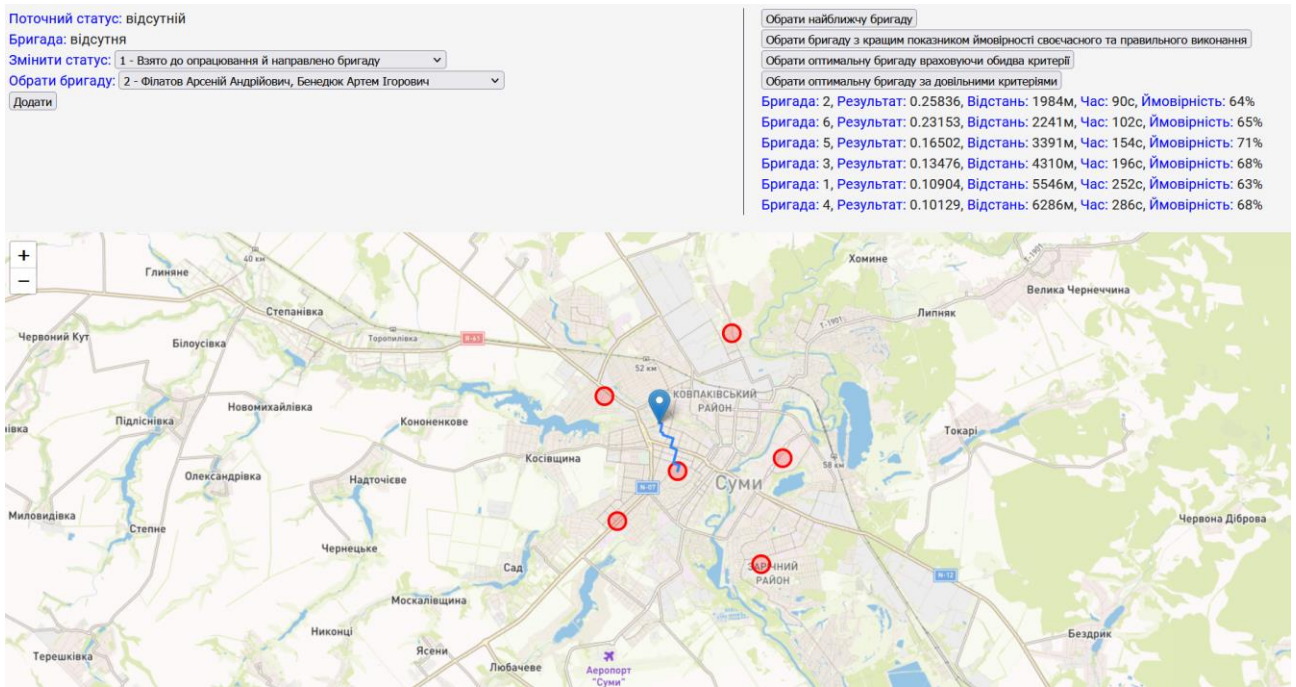 Поточний статус: відсутній
Бригада: відсутня
Змінити статус: 1 - Взято до опрацювання й направлено бригаду
Обрати бригаду: 2 - Філатов Арсеній Андрійович, Бенедюк Артем Ігорович
Додати
Обрати найближчу бригаду
Обрати бригаду з кращим показником ймовірності своєчасного та правильного виконання
Обрати оптимальну бригаду враховуючи обидва критерії
Обрати оптимальну бригаду за довільними критеріями
Бригада: 2, Результат: 0.25836, Відстань: 1984м, Час: 90с, Ймовірність: 64%
Бригада: 6, Результат: 0.23153, Відстань: 2241м, Час: 102с, Ймовірність: 65%
Бригада: 5, Результат: 0.16502, Відстань: 3391м, Час: 154с, Ймовірність: 71%
Бригада: 3, Результат: 0.13476, Відстань: 4310м, Час: 196с, Ймовірність: 68%
Бригада: 1, Результат: 0.10904, Відстань: 5546м, Час: 252с, Ймовірність: 63%
Бригада: 4, Результат: 0.10129, Відстань: 6286м, Час: 286с, Ймовірність: 68%
+
−
40 км
Хомине
Глиняне
Велика Чернеччина
Степанівка
Липняк
Т-1901
Т-1901
Червоний Кут
Білоусівка
Торопилівка
52 км
КОВПАКІВСЬКИЙ
РАЙОН
Новомихайлівка
Підліснівка
Кононенкове
Токарі
івка
Косівщина
58 км
Олександрівка
Надточієве
Суми
N-07
Миловидівка
Степне
Червона Діброва
Чернецьке
Сад
ЗАРІЧНИЙ
РАЙОН
N-12
Москалівщина
Никонці
Бездрик
Ясени
Терешківка
Любачеве
Аеропорт
"Суми"